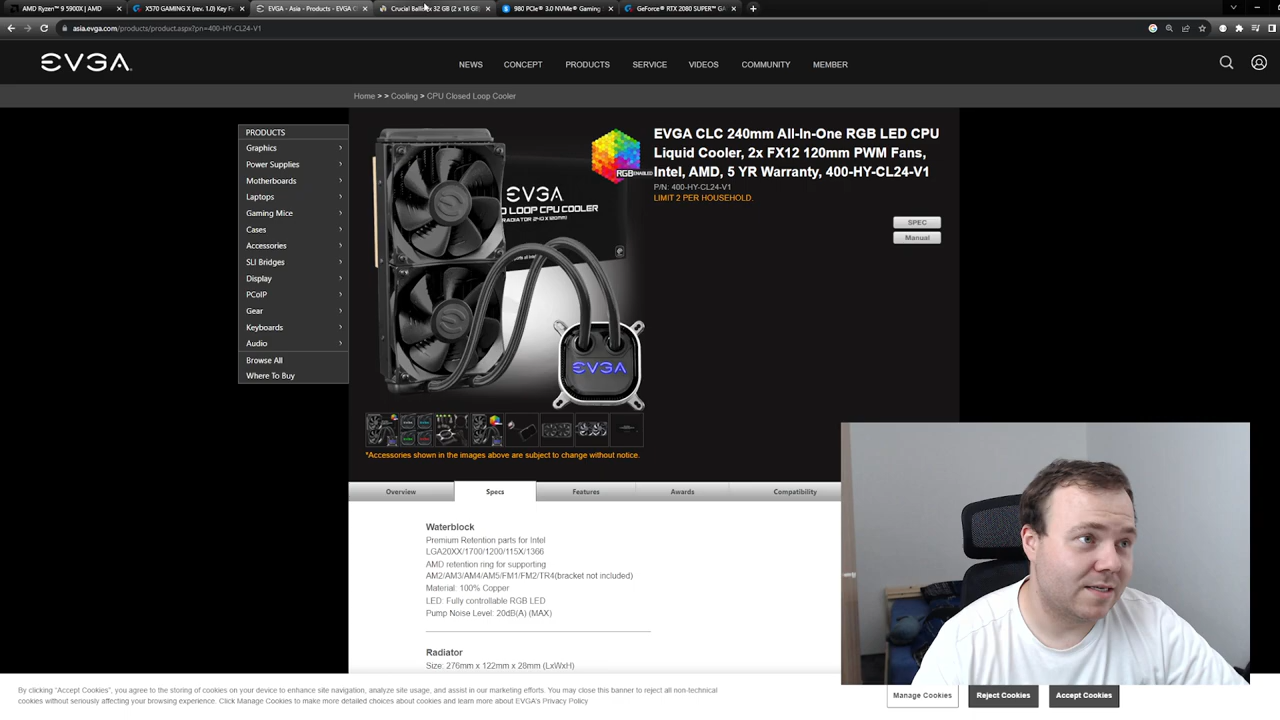 AMD Ryzen™ 9 5900X | AMD
X570 GAMING X (rev. 1.0) Key Fe
EVGA - Asia - Products - EVGA C
Crucial Ballistix 32 GB (2 x 16 GB
980 PCIe® 3.0 NVMe® Gaming
GeForce® RTX 2080 SUPER™ GA
asia.evga.com/products/product.aspx?pn=400-HY-CL24-V1
EVGA
NEWS
CONCEPT
PRODUCTS
SERVICE
VIDEOS
COMMUNITY
MEMBER
Home > > Cooling > CPU Closed Loop Cooler
PRODUCTS
Graphics
Power Supplies
Motherboards
Laptops
Gaming Mice
Cases
Accessories
SLI Bridges
Display
PCoIP
Gear
Keyboards
Audio
Browse All
Where To Buy
RGB ENABLED
EVGA
D LOOP CPU COOLER
EVGA
EVGA CLC 240mm All-In-One RGB LED CPU
Liquid Cooler, 2x FX12 120mm PWM Fans,
Intel, AMD, 5 YR Warranty, 400-HY-CL24-V1
P/N: 400-HY-CL24-V1
LIMIT 2 PER HOUSEHOLD.
SPEC
Manual
*Accessories shown in the images above are subject to change without notice.
Overview
Specs
Features
Awards
Compatibility
Waterblock
Premium Retention parts for Intel
LGA20XX/1700/1200/115X/1366
AMD retention ring for supporting
AM2/AM3/AM4/AM5/FM1/FM2/TR4(bracket not included)
Material: 100% Copper
LED: Fully controllable RGB LED
Pump Noise Level: 20dB(A) (MAX)
Radiator
Size: 276mm x 122mm x 28mm (LxWxH)
By clicking “Accept Cookies”, you agree to the storing of cookies on your device to enhance site navigation, analyze site usage, and assist in our marketing efforts. You may close this banner to reject all non-technical
cookies without seriously affecting your browsing experience. Click Manage Cookies to make more detailed choices about cookies and learn more about EVGA's Privacy Policy
Manage Cookies
Reject Cookies
Accept Cookies